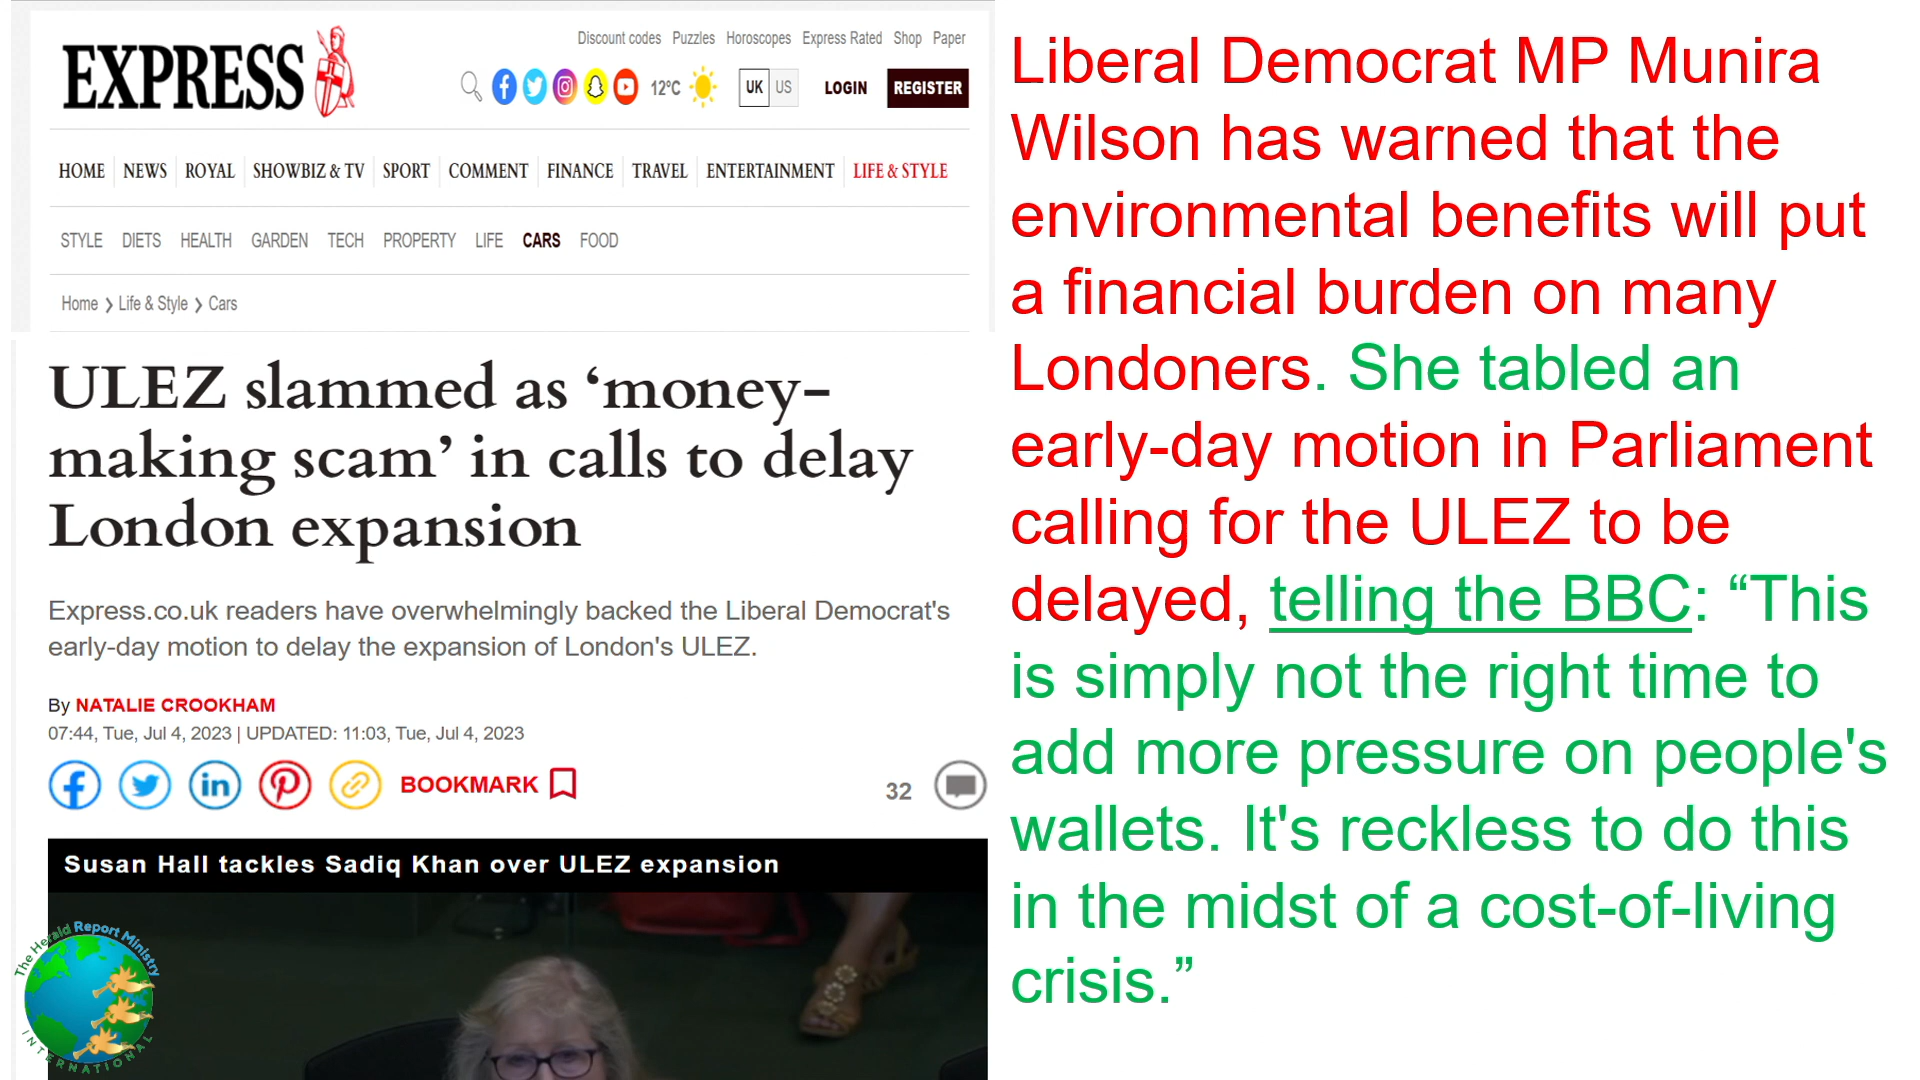 EXPRESS
Discount codes Puzzles Horoscopes Express Rated Shop Paper
12°C UK US LOGIN REGISTER
HOME NEWS ROYAL SHOWBIZ & TV SPORT COMMENT FINANCE TRAVEL ENTERTAINMENT LIFE & STYLE
STYLE DIETS HEALTH GARDEN TECH PROPERTY LIFE CARS FOOD
Home > Life & Style > Cars
ULEZ slammed as ‘money-
making scam’ in calls to delay
London expansion
Express.co.uk readers have overwhelmingly backed the Liberal Democrat's
early-day motion to delay the expansion of London's ULEZ.
By NATALIE CROOKHAM
07:44, Tue, Jul 4, 2023 | UPDATED: 11:03, Tue, Jul 4, 2023
BOOKMARK 32
Susan Hall tackles Sadiq Khan over ULEZ expansion
The Herald Report Ministry
INTERNATIONAL
Liberal Democrat MP Munira
Wilson has warned that the
environmental benefits will put
a financial burden on many
Londoners. She tabled an
early-day motion in Parliament
calling for the ULEZ to be
delayed, telling the BBC: “This
is simply not the right time to
add more pressure on people's
wallets. It's reckless to do this
in the midst of a cost-of-living
crisis.”